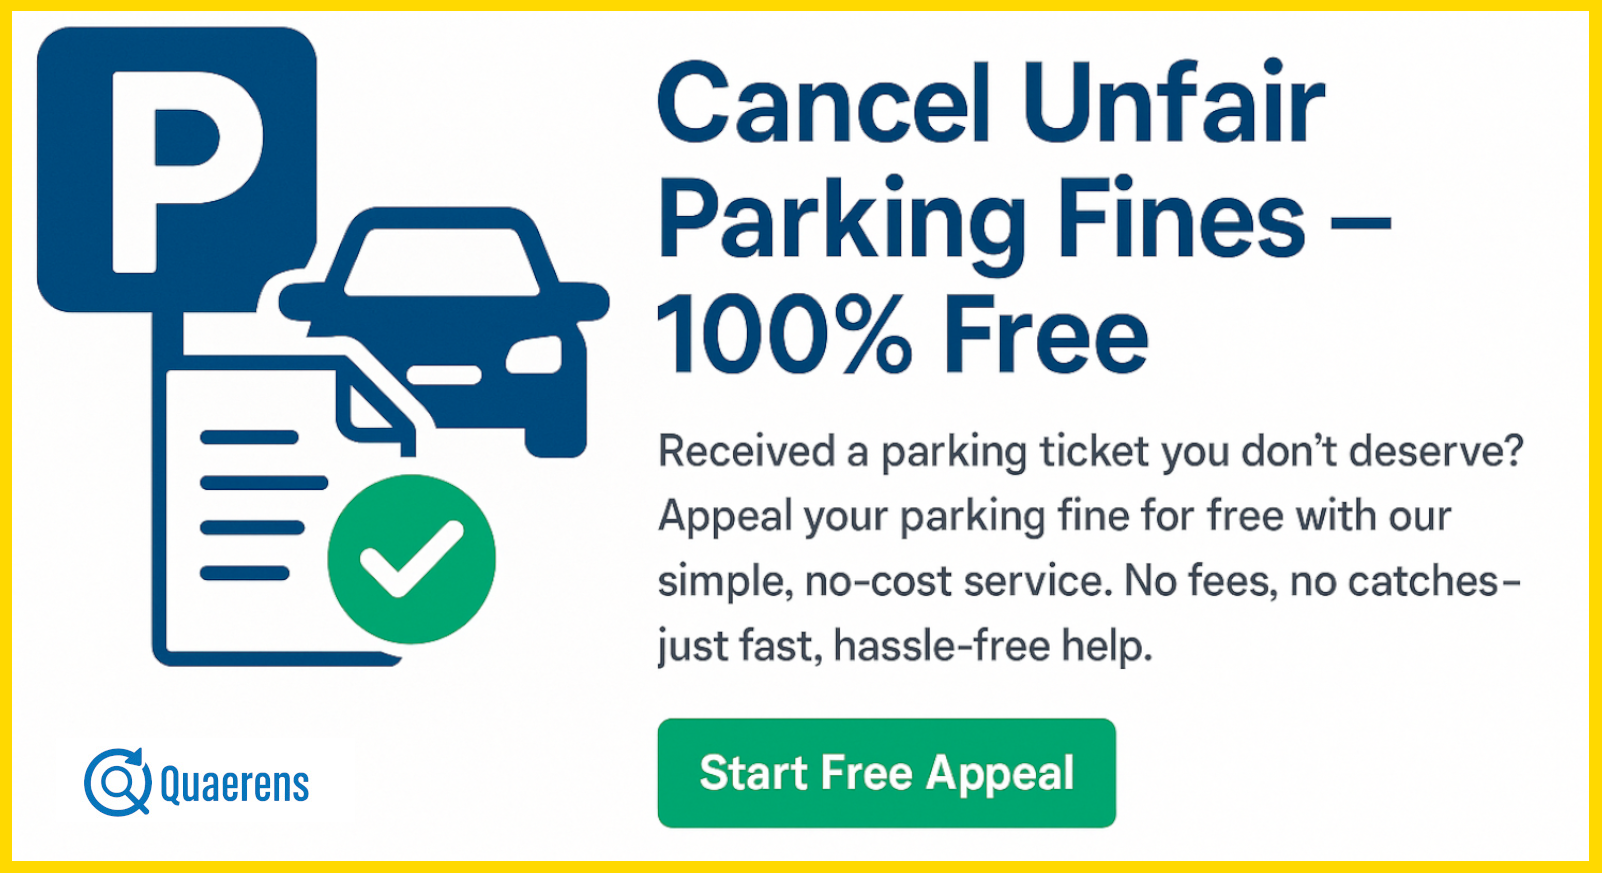 P
Cancel Unfair
Parking Fines –
100% Free
Received a parking ticket you don’t deserve?
Appeal your parking fine for free with our
simple, no-cost service. No fees, no catches–
just fast, hassle-free help.
Start Free Appeal
Quaerens